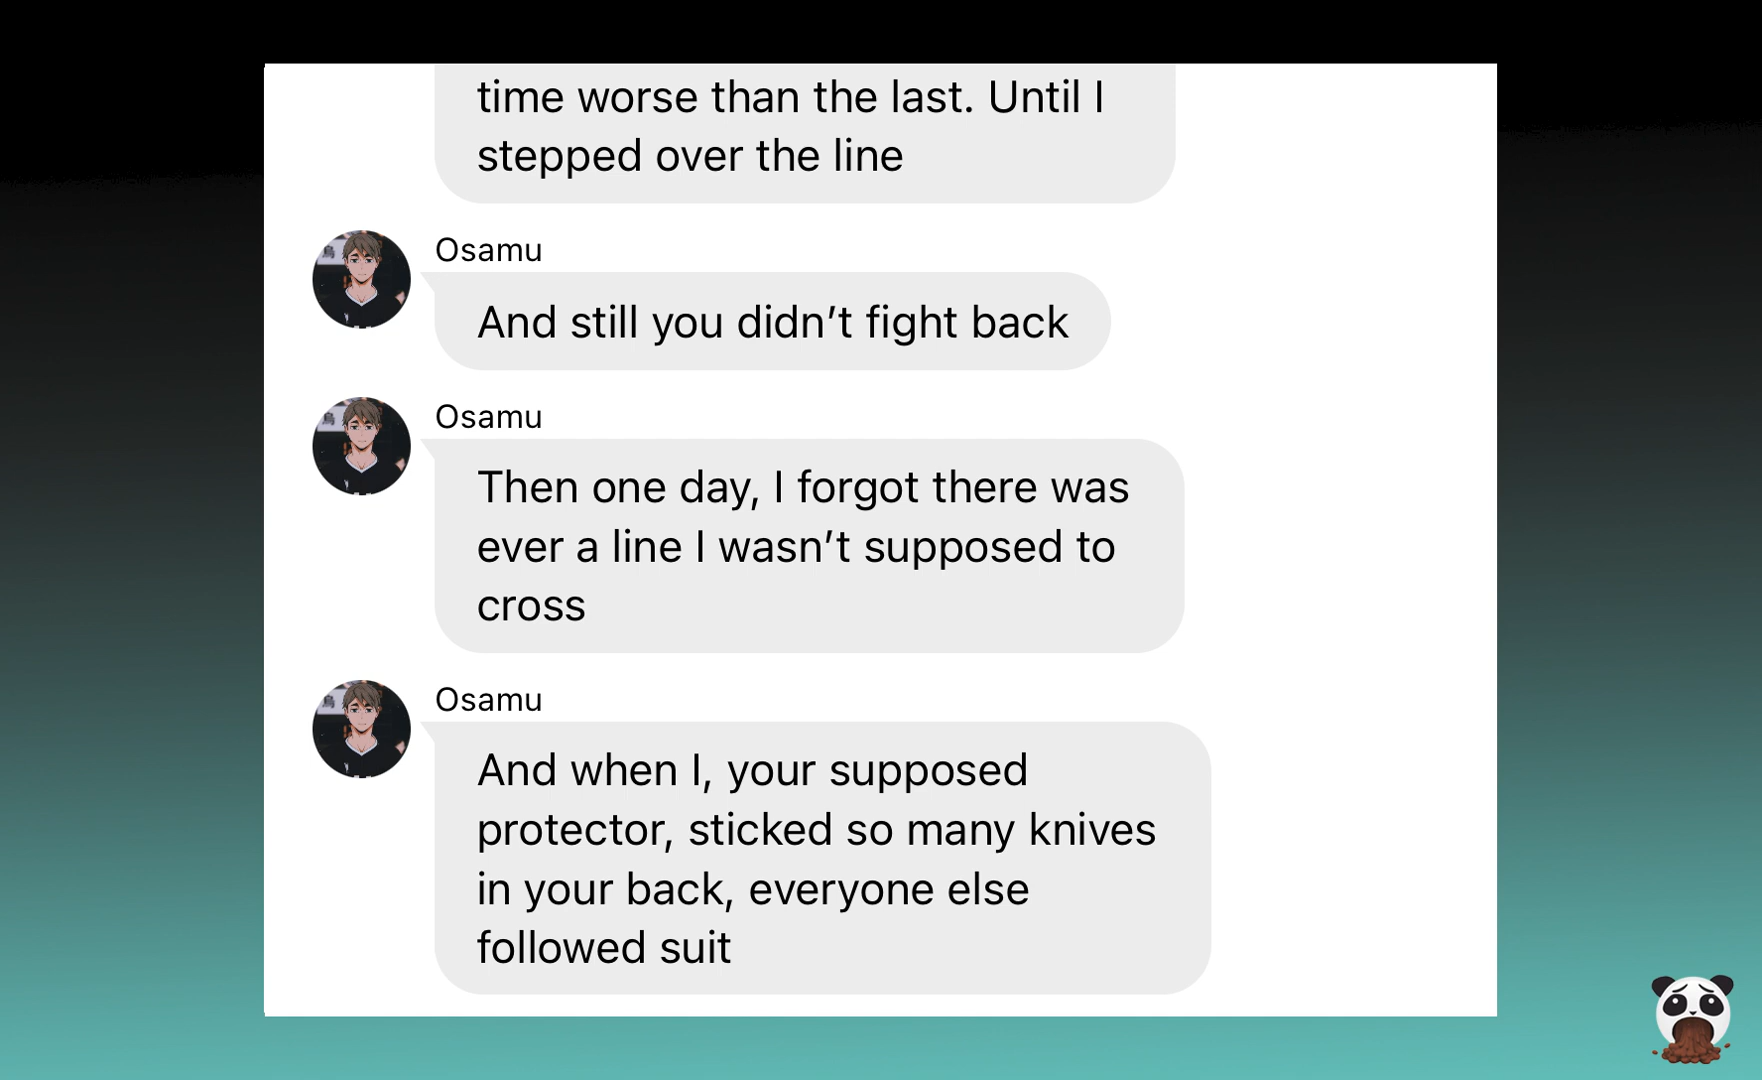 time worse than the last. Until I
stepped over the line
Osamu
And still you didn’t fight back
Osamu
Then one day, I forgot there was
ever a line I wasn’t supposed to
cross
Osamu
And when I, your supposed
protector, sticked so many knives
in your back, everyone else
followed suit